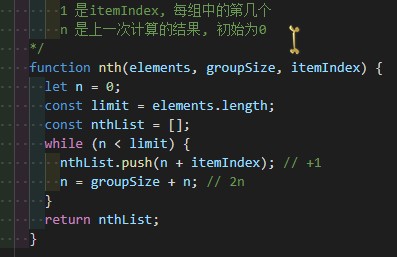 1 是itemIndex, 每组中的第几个
n 是上一次计算的结果, 初始为0
*/
function nth(elements, groupSize, itemIndex) {
let n = 0;
const limit = elements.length;
const nthList = [];
while (n < limit) {
nthList.push(n + itemIndex); // +1
n = groupSize + n; // 2n
}
return nthList;
}